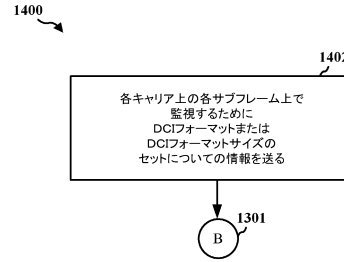 1400
1402
各キャリア上の各サブフレーム上で
監視するために
DCIフォーマットまたは
DCIフォーマットサイズの
セットについての情報を送る
1301
B